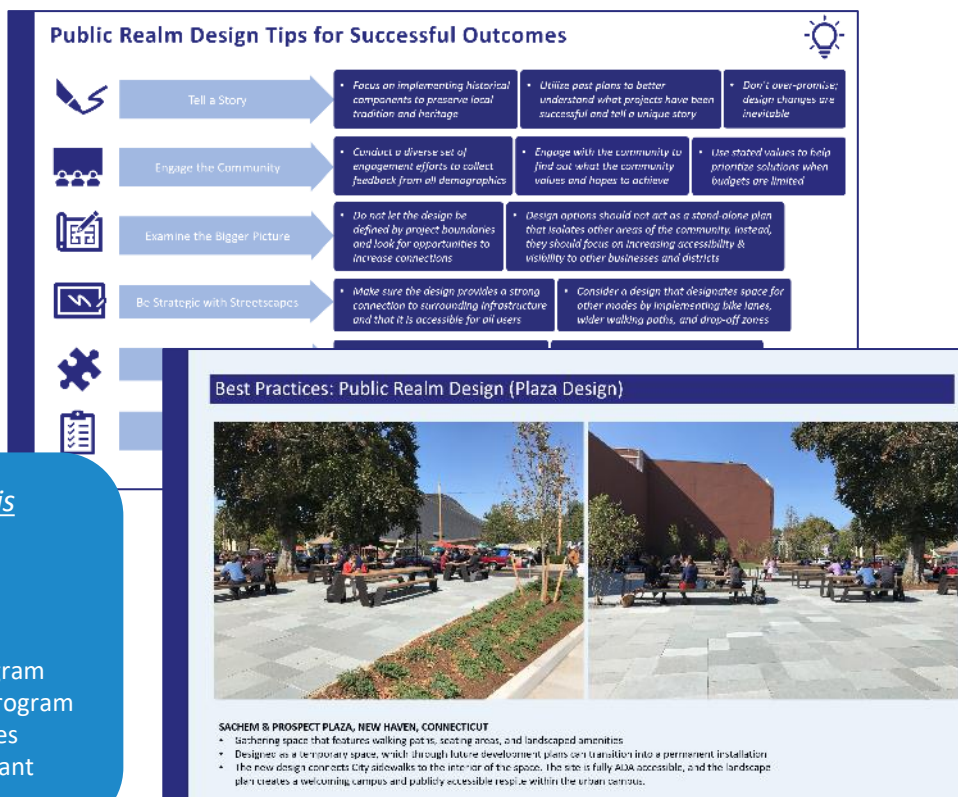 Public Realm Design Tips for Successful Outcomes
Tell a Story
• Focus on implementing historical
components to preserve local
tradition and heritage
• Utilize past plans to better
understand what projects have been
successful and tell a unique story
• Don't over-promise;
design changes are
inevitable
Engage the Community
• Conduct a diverse set of
engagement efforts to collect
feedback from all demographics
• Engage with the community to
find out what the community
values and hopes to achieve
• Use stated values to help
prioritize solutions when
budgets are limited
Examine the Bigger Picture
• Do not let the design be
defined by project boundaries
and look for opportunities to
increase connections
• Design options should not act as a stand-alone plan
that isolates other areas of the community. Instead,
they should focus on increasing accessibility &
visibility to other businesses and districts
Be Strategic with Streetscapes
• Make sure the design provides a strong
connection to surrounding infrastructure
and that it is accessible for all users
• Consider a design that designates space for
other modes by implementing bike lanes,
wider walking paths, and drop-off zones
Best Practices: Public Realm Design (Plaza Design)
SACHEM & PROSPECT PLAZA, NEW HAVEN, CONNECTICUT
• Gathering space that features walking paths, seating areas, and landscaped amenities
• Designed as a temporary space, which through future development plans can transition into a permanent installation
• The new design connects City sidewalks to the interior of the space. The site is fully ADA accessible, and the landscape
plan creates a welcoming campus and publicly accessible respite within the urban campus.
is
gram
rogram
es
ant